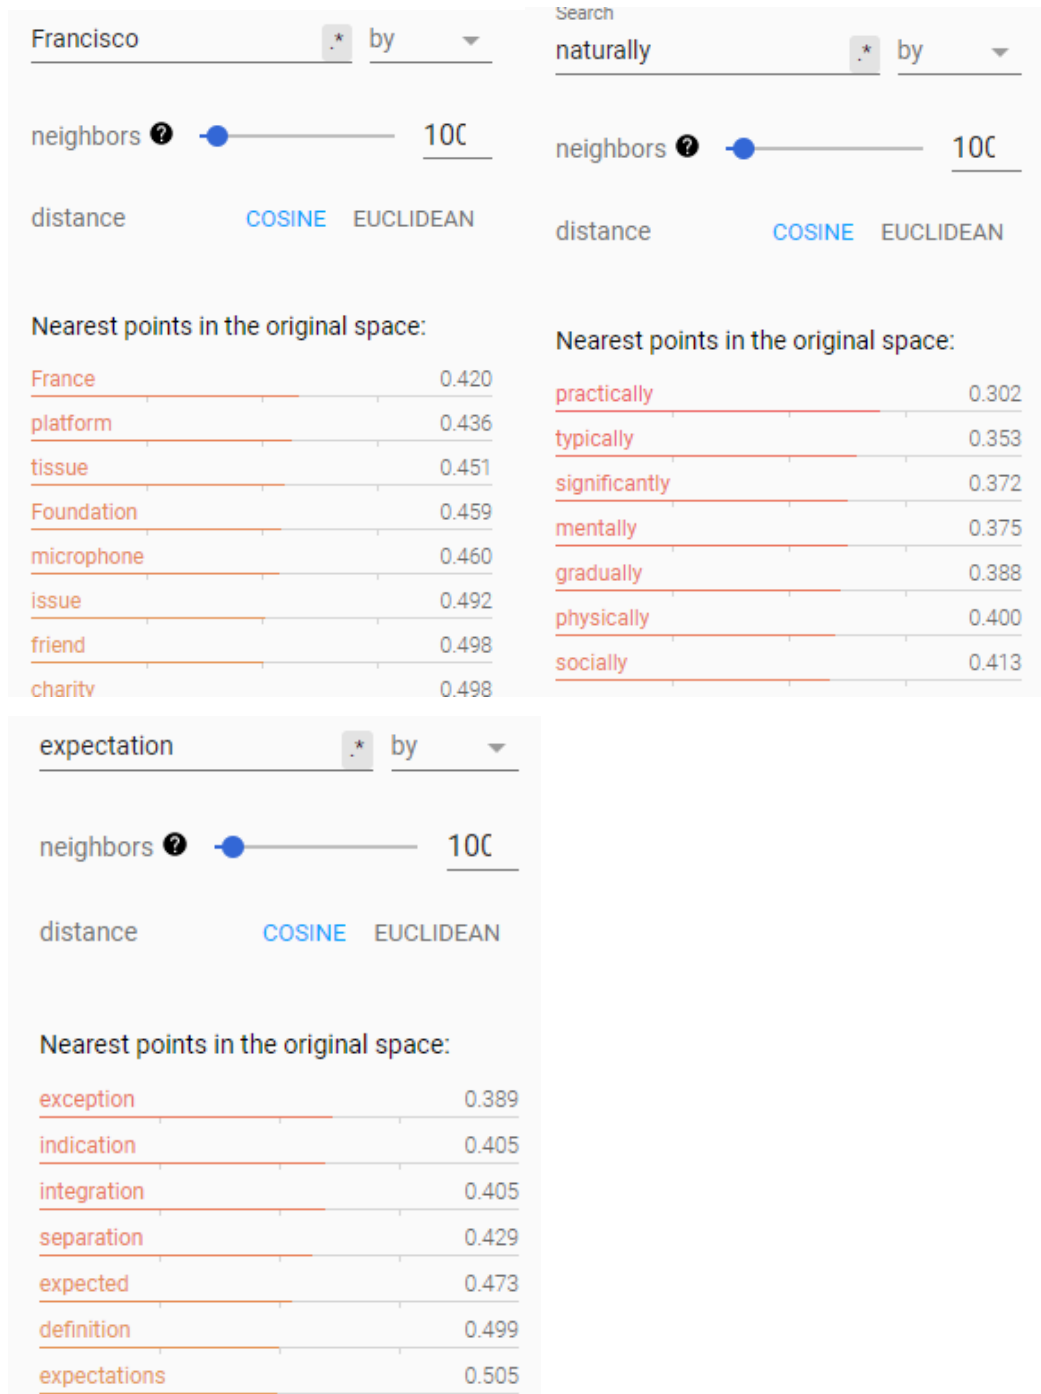 Francisco .* by
neighbors ? 100
distance COSINE EUCLIDEAN
Nearest points in the original space:
France 0.420
platform 0.436
tissue 0.451
Foundation 0.459
microphone 0.460
issue 0.492
friend 0.498
charity 0.498
Search
naturally .* by
neighbors ? 100
distance COSINE EUCLIDEAN
Nearest points in the original space:
practically 0.302
typically 0.353
significantly 0.372
mentally 0.375
gradually 0.388
physically 0.400
socially 0.413
expectation .* by
neighbors ? 100
distance COSINE EUCLIDEAN
Nearest points in the original space:
exception 0.389
indication 0.405
integration 0.405
separation 0.429
expected 0.473
definition 0.499
expectations 0.505